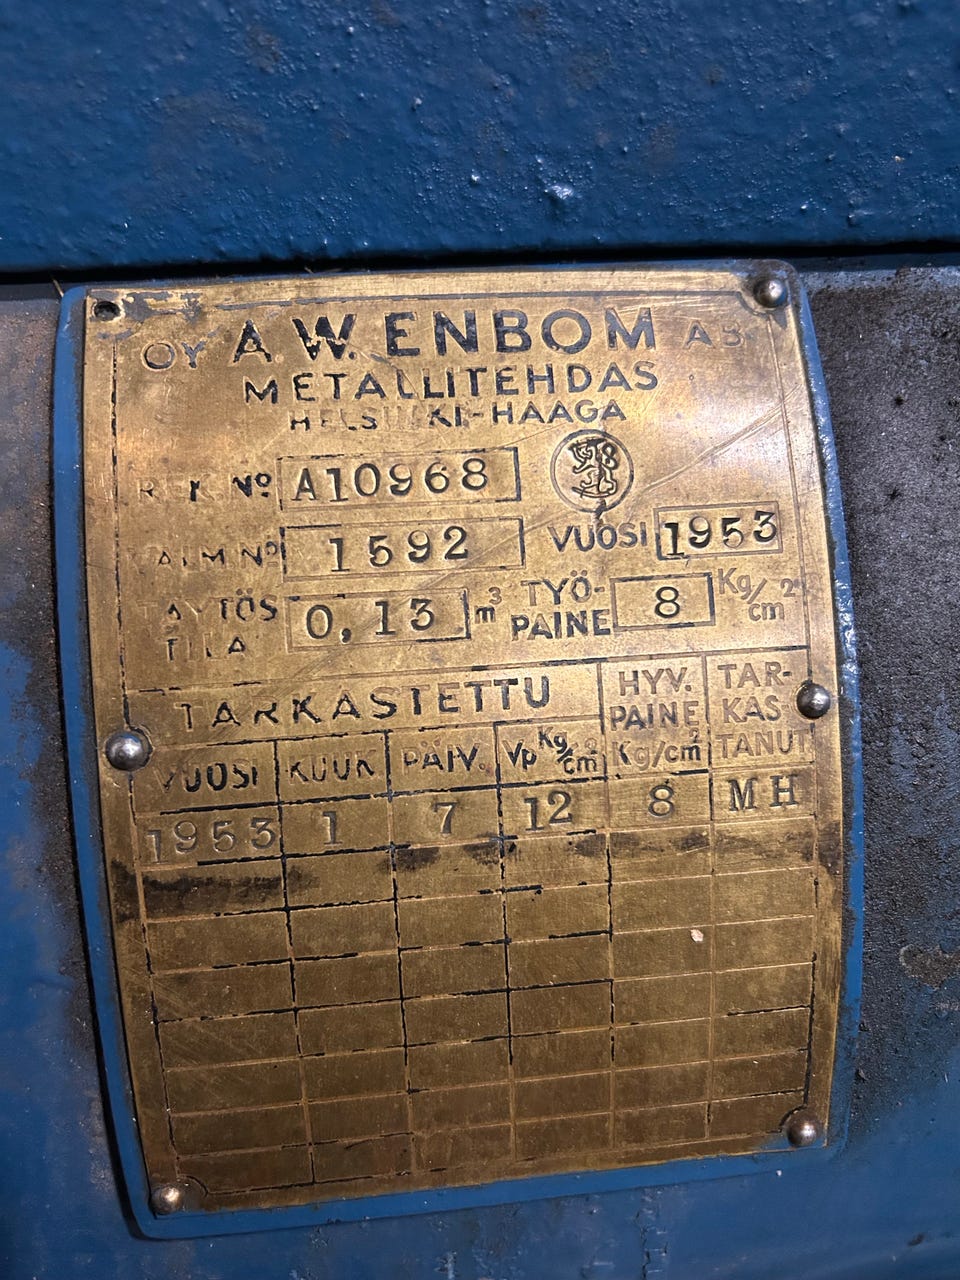 OY A.W. ENBOM AB
METALLITEHDAS
HELSINKI-HAAGA
REK. Nº A10968
VALM Nº 1592 VUOSI 1953
TÄYTÖS TILA 0,13 m³ TYÖ-PAINE 8 Kg/cm²
TARKASTETTU HYV. PAINE Kg/cm² TAR-KAS TANUT
VUOSI KUUK PÄIV. Vp Kg/cm²
1953 1 7 12 8 MH